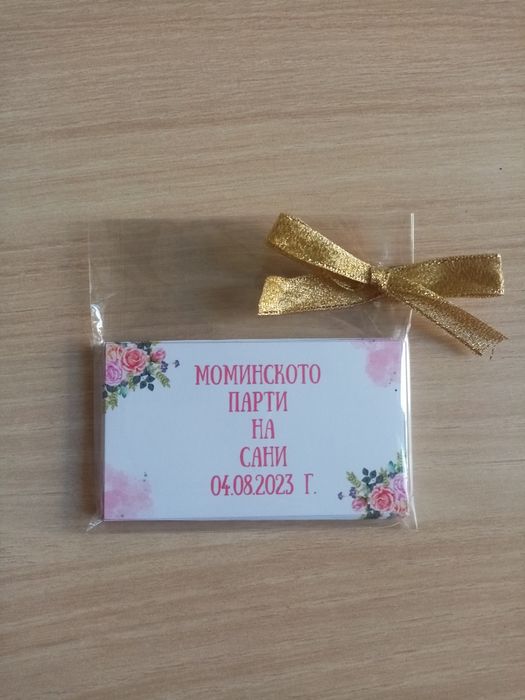 МОМИНСКОТО
ПАРТИ
НА
САНИ
04.08.2023 Г.